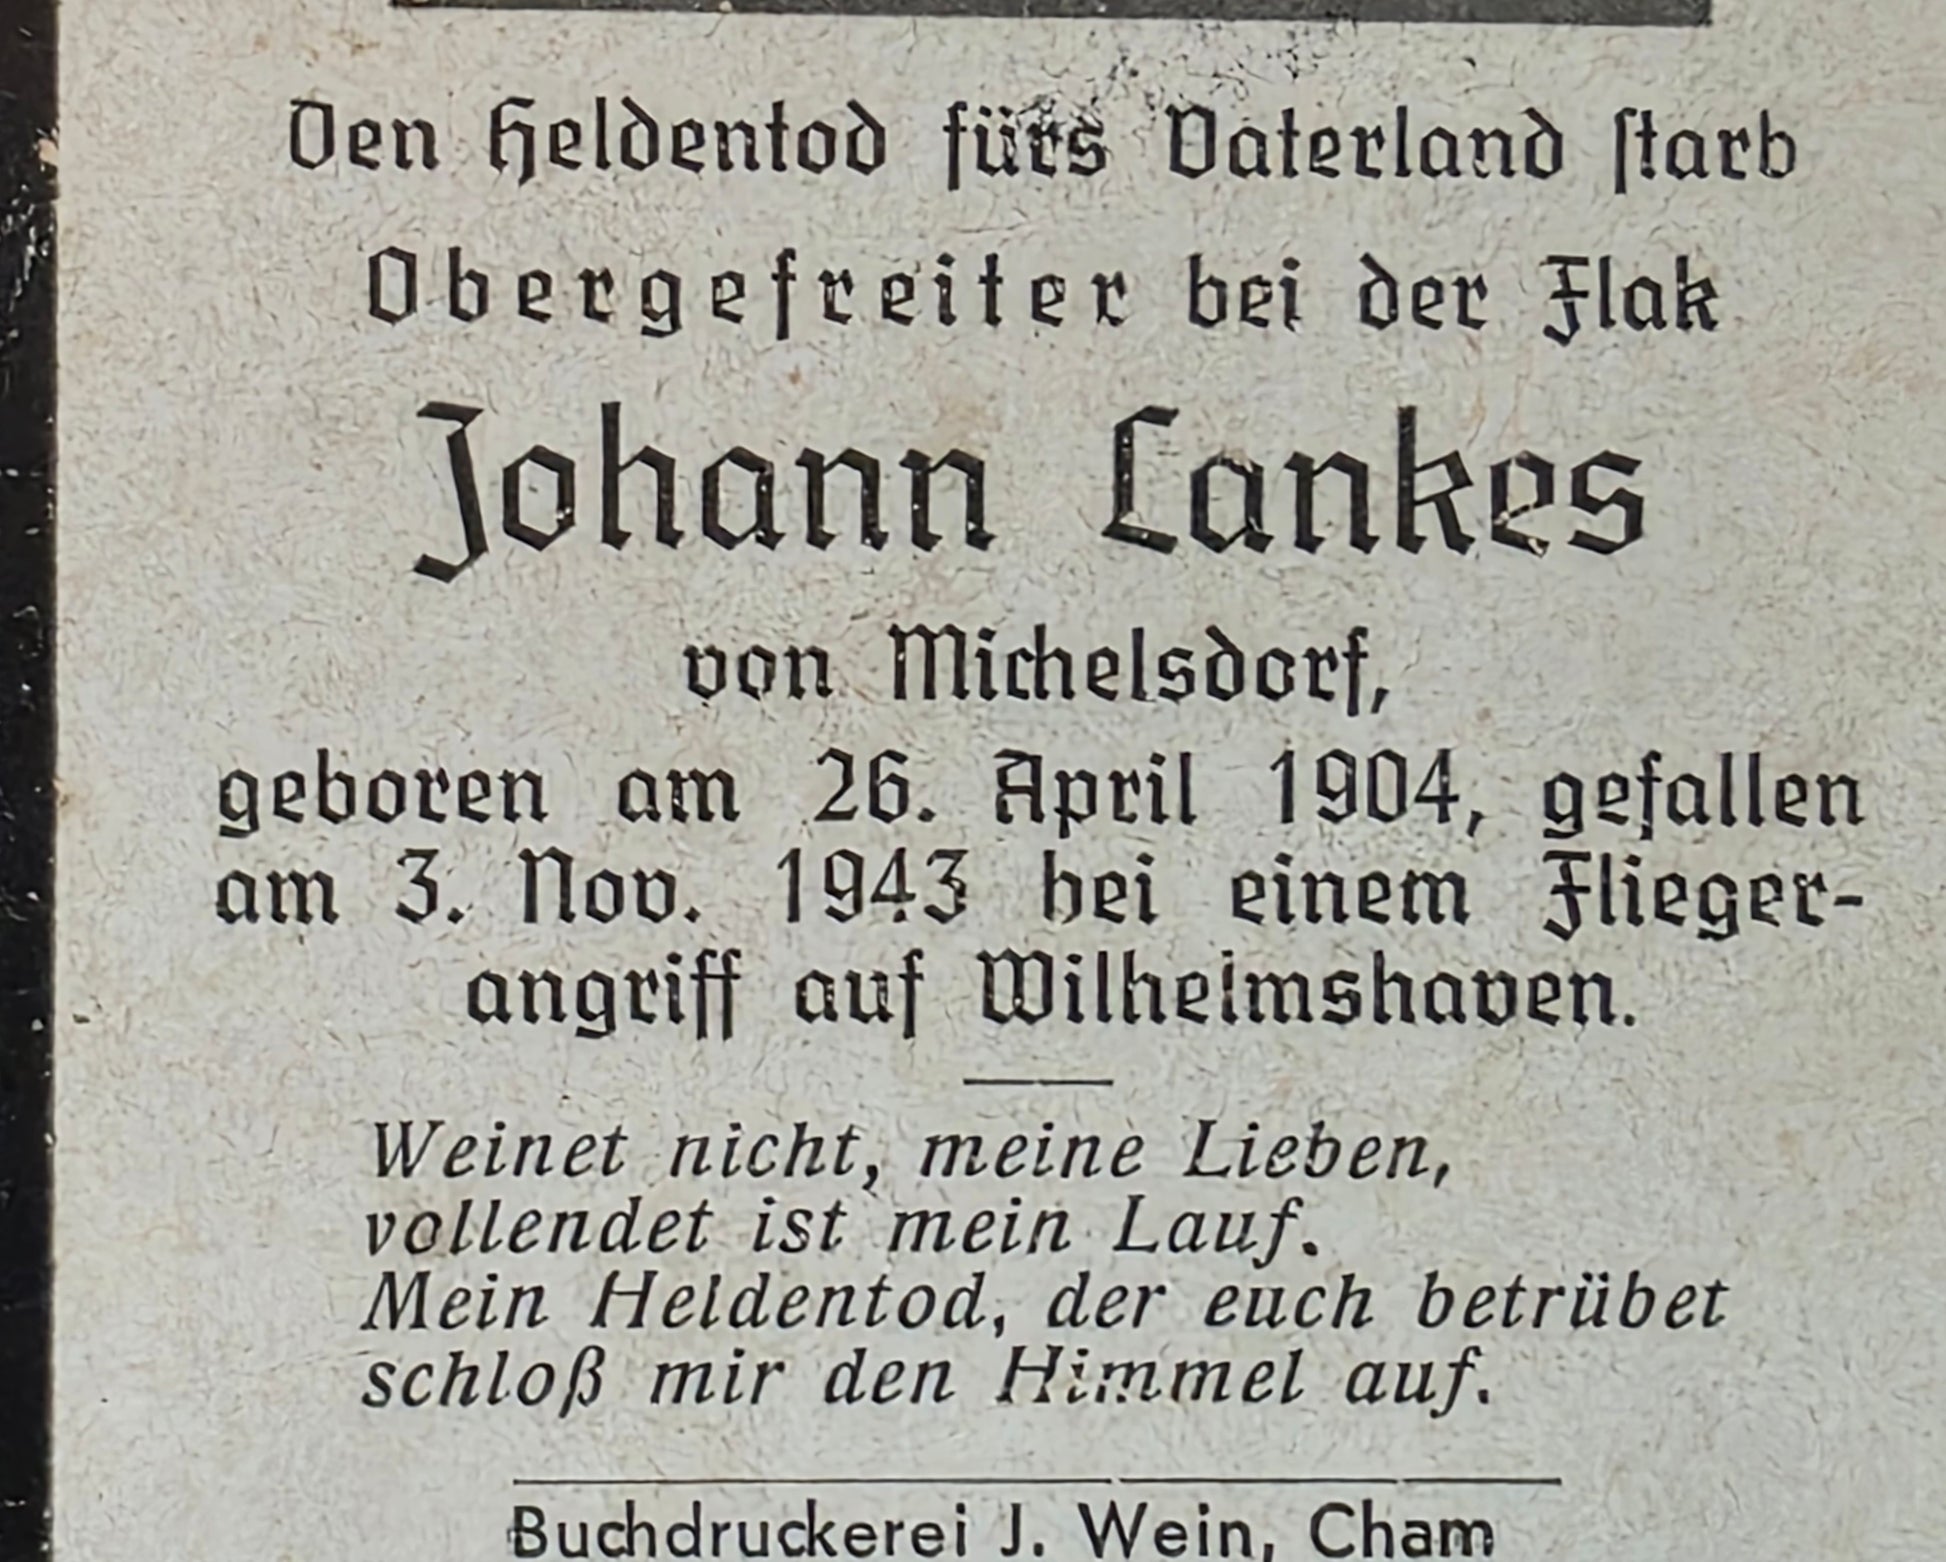 Den Heldentod fürs Vaterland starb
Obergefreiter bei der Flak
Johann Lankes
von Michelsdorf,
geboren am 26. April 1904, gefallen
am 3. Nov. 1943 bei einem Flieger-
angriff auf Wilhelmshaven.
Weinet nicht, meine Lieben,
vollendet ist mein Lauf.
Mein Heldentod, der euch betrübet
schloß mir den Himmel auf.
Buchdruckerei J. Wein, Cham